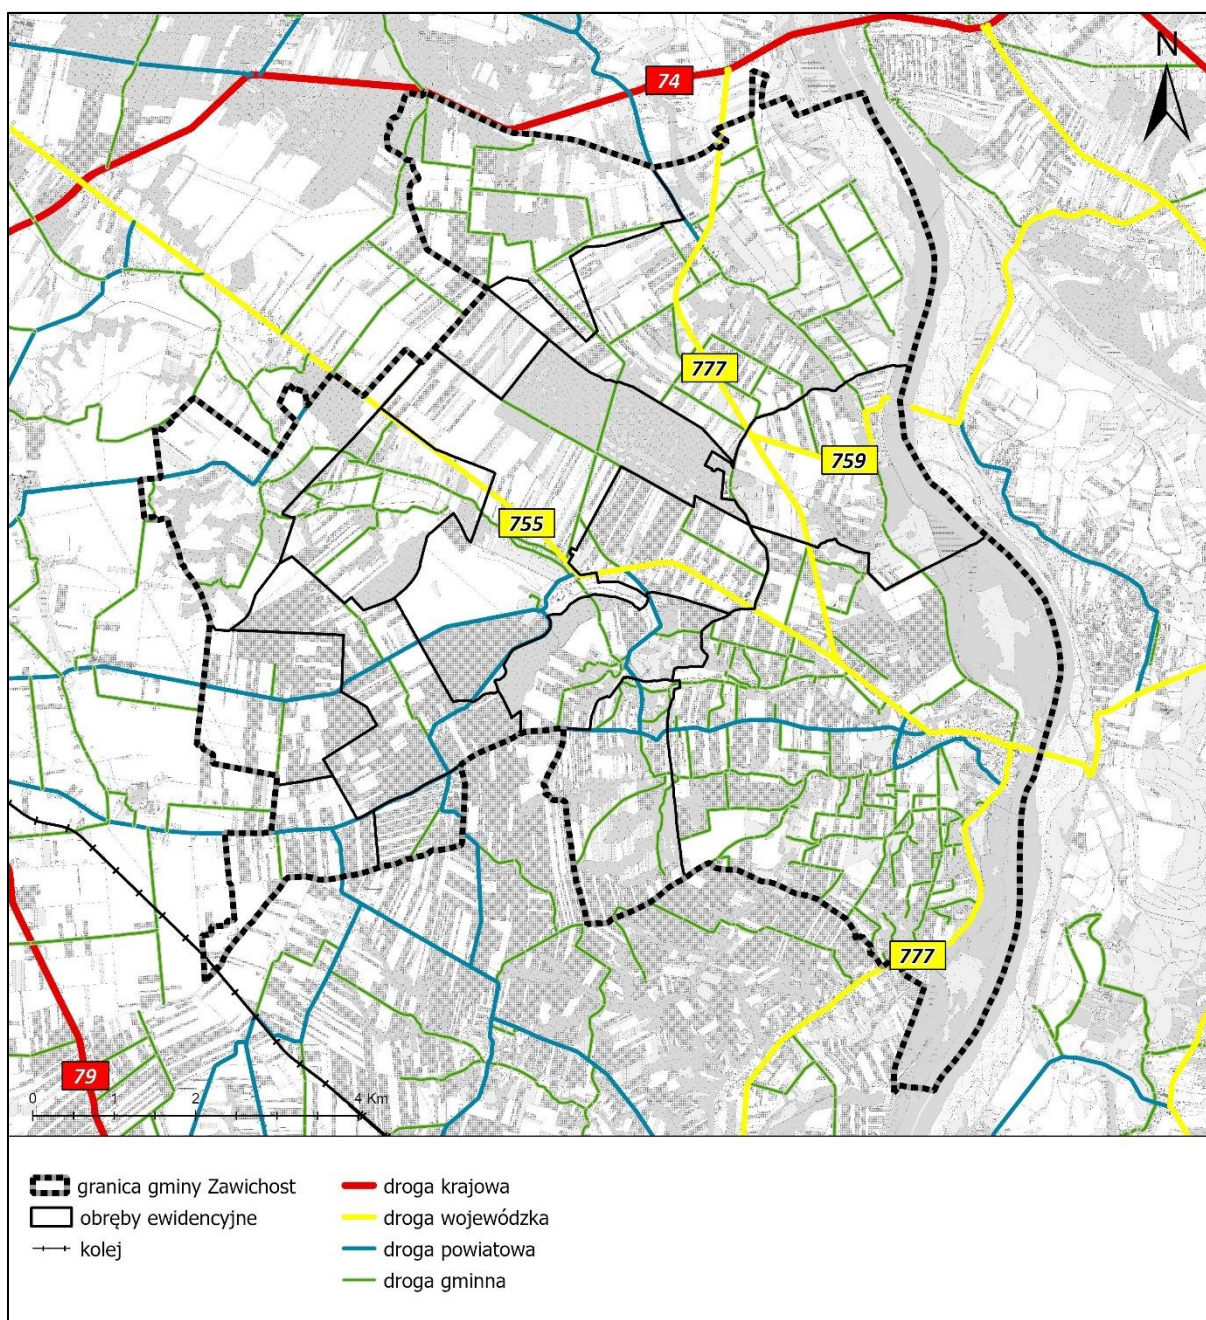 N
74
777
759
755
777
79
0 1 2 4 Km
granica gminy Zawichost
obręby ewidencyjne
kolej
droga krajowa
droga wojewódzka
droga powiatowa
droga gminna